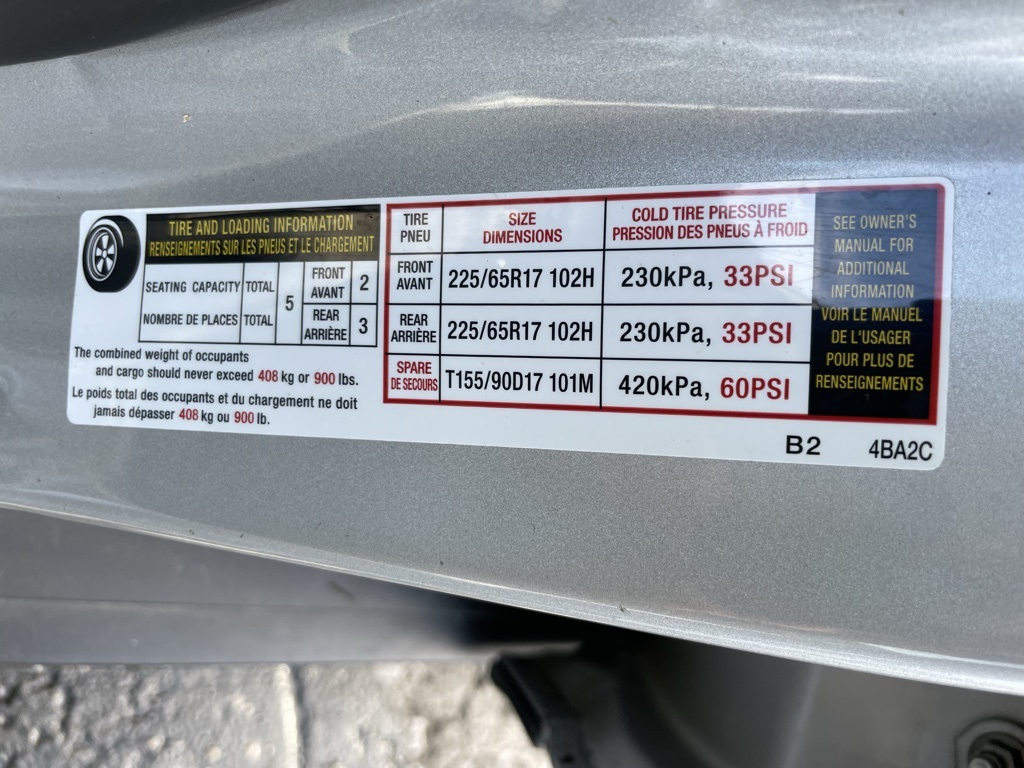 TIRE AND LOADING INFORMATION
RENSEIGNEMENTS SUR LES PNEUS ET LE CHARGEMENT
SEATING CAPACITY TOTAL
NOMBRE DE PLACES TOTAL
5
FRONT
AVANT
2
REAR
ARRIÈRE
3
The combined weight of occupants
and cargo should never exceed 408 kg or 900 lbs.
Le poids total des occupants et du chargement ne doit
jamais dépasser 408 kg ou 900 lb.
TIRE
PNEU
SIZE
DIMENSIONS
COLD TIRE PRESSURE
PRESSION DES PNEUS À FROID
FRONT
AVANT
225/65R17 102H
230kPa, 33PSI
REAR
ARRIÈRE
225/65R17 102H
230kPa, 33PSI
SPARE
DE SECOURS
T155/90D17 101M
420kPa, 60PSI
SEE OWNER'S
MANUAL FOR
ADDITIONAL
INFORMATION
VOIR LE MANUEL
DE L'USAGER
POUR PLUS DE
RENSEIGNEMENTS
B2 4BA2C